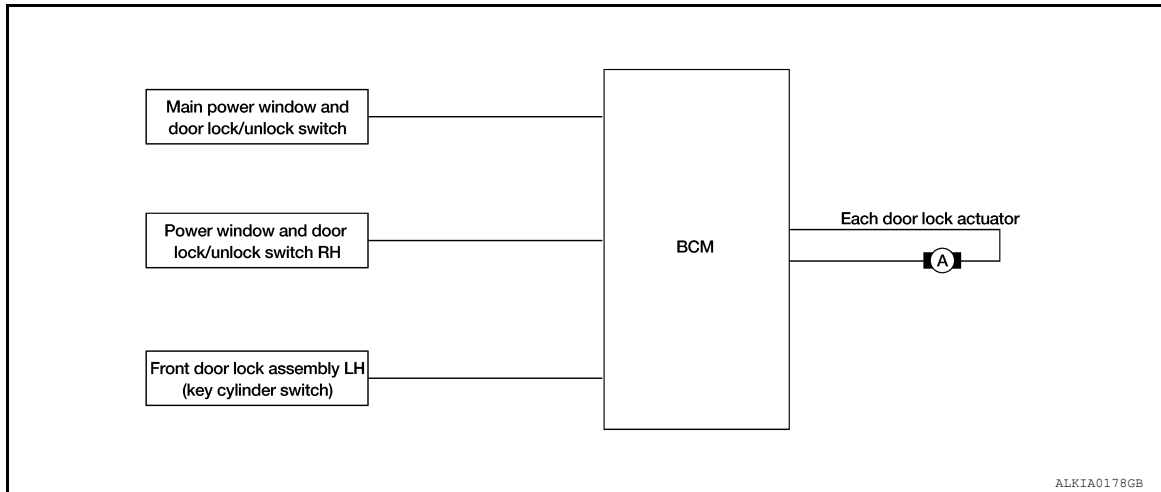 Main power window and
door lock/unlock switch
Power window and door
lock/unlock switch RH
Front door lock assembly LH
(key cylinder switch)
BCM
Each door lock actuator
A
ALKIA0178GB